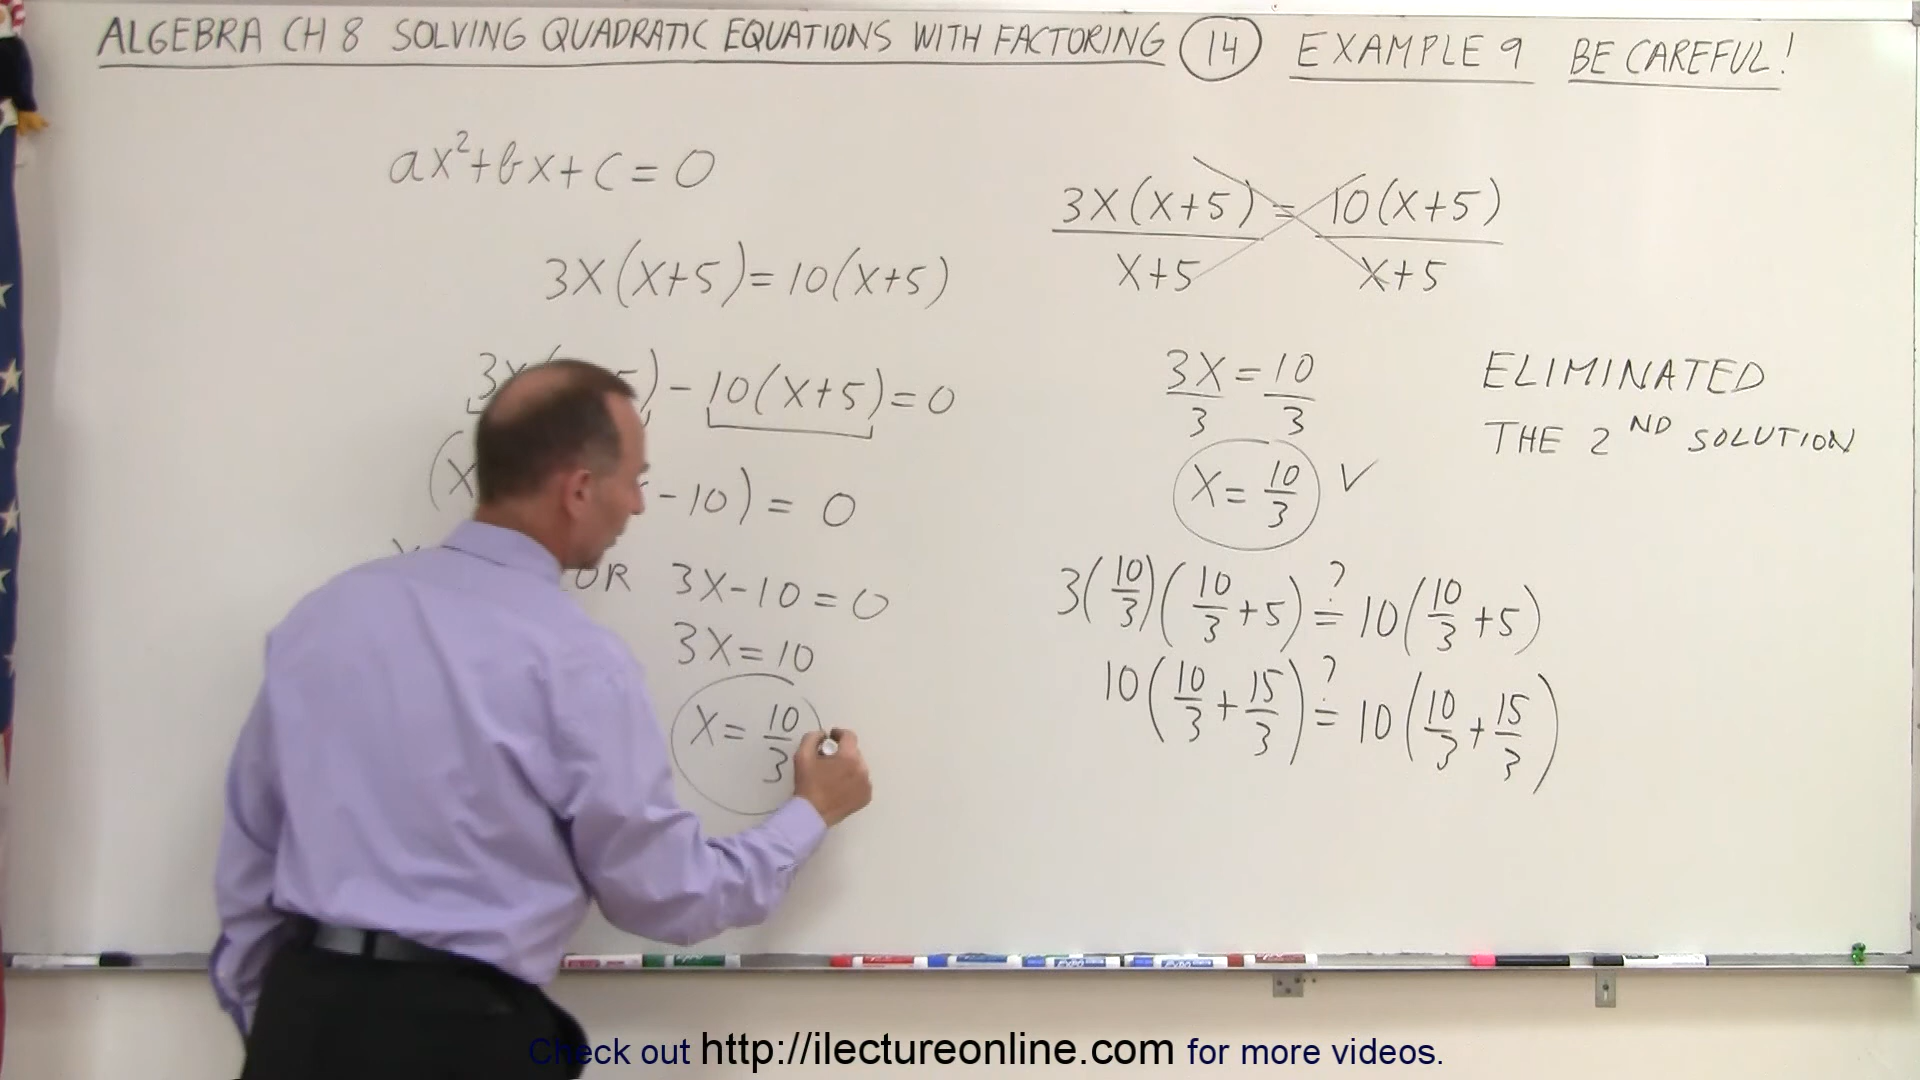 ALGEBRA CH 8 SOLVING QUADRATIC EQUATIONS WITH FACTORING 14 EXAMPLE 9 BE CAREFUL!
ax²+bx+c=0
3X(X+5)=10(X+5)
3X 5)-10(X+5)=0
(X -10)=0
OR 3X-10=0
3X=10
X=10/3
3X(X+5)/X+5=10(X+5)/X+5
3X/3=10/3
X=10/3 ✓
ELIMINATED
THE 2ND SOLUTION
3(10/3)(10/3+5)?=10(10/3+5)
10(10/3+15/3)?=10(10/3+15/3)
Check out http://ilectureonline.com for more videos.